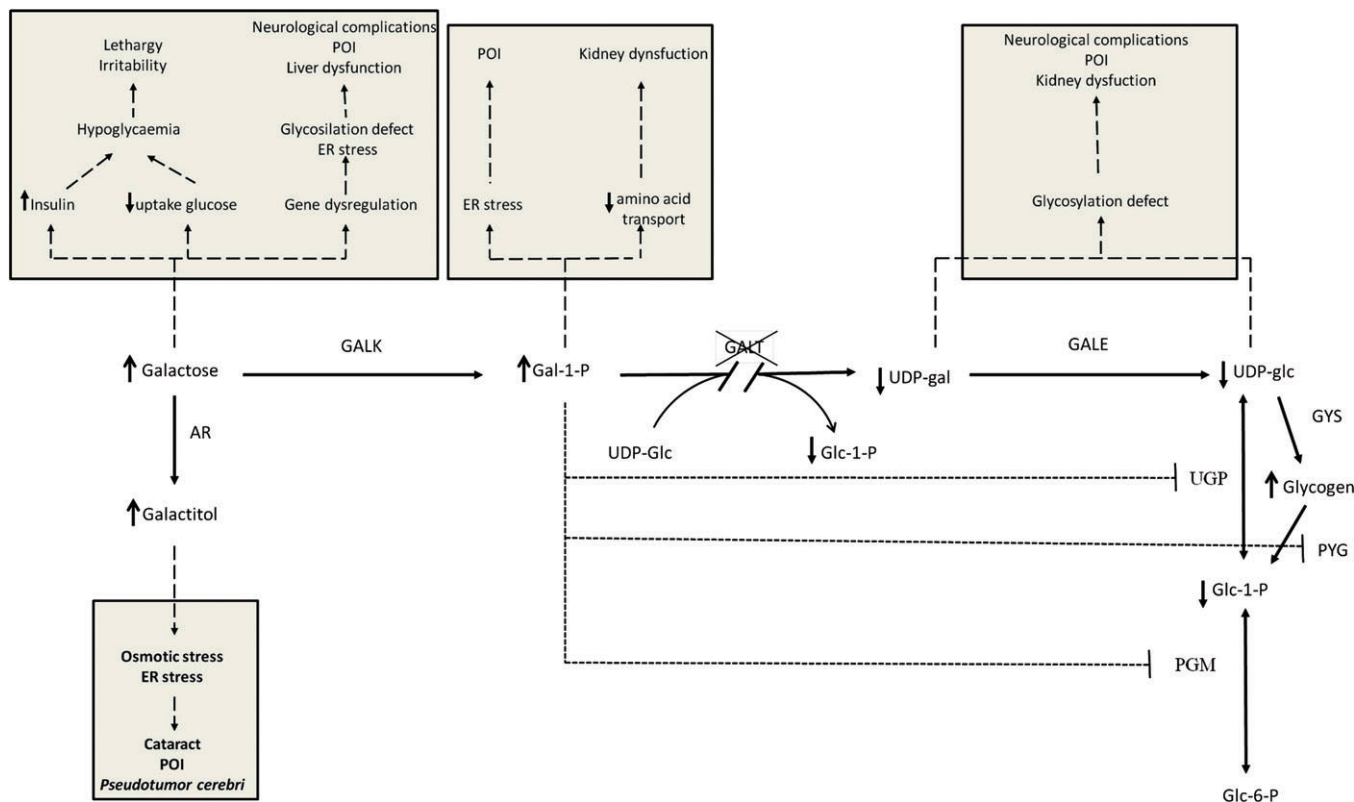 Lethargy
Irritability
Hypoglycaemia
Insulin
uptake glucose
Neurological complications
POI
Liver dysfunction
Glycosilation defect
ER stress
Gene dysregulation
POI
ER stress
Kidney dynsfuction
amino acid
transport
Neurological complications
POI
Kidney dysfuction
Glycosylation defect
Galactose
GALK
Gal-1-P
GALT
UDP-gal
GALE
UDP-glc
UDP-Glc
Glc-1-P
AR
Galactitol
Osmotic stress
ER stress
Cataract
POI
Pseudotumor cerebri
GYS
UGP
Glycogen
PYG
Glc-1-P
PGM
Glc-6-P